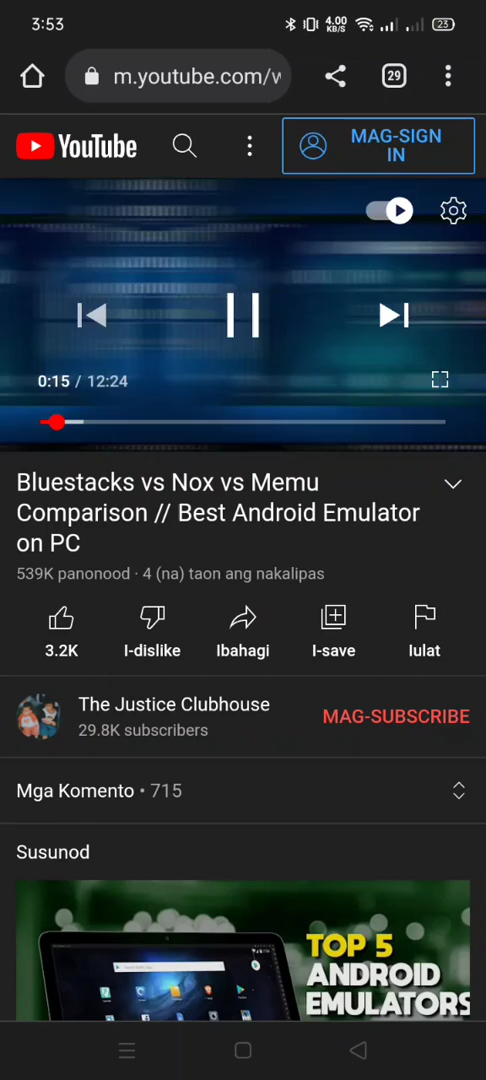 3:53 4.00 KB/S 23
m.youtube.com/w 29
YouTube MAG-SIGN IN
0:15 / 12:24
Bluestacks vs Nox vs Memu
Comparison // Best Android Emulator
on PC
539K panonood · 4 (na) taon ang nakalipas
3.2K I-dislike Ibahagi I-save Iulat
The Justice Clubhouse
29.8K subscribers
MAG-SUBSCRIBE
Mga Komento • 715
Susunod
TOP 5
ANDROID
EMULATORS